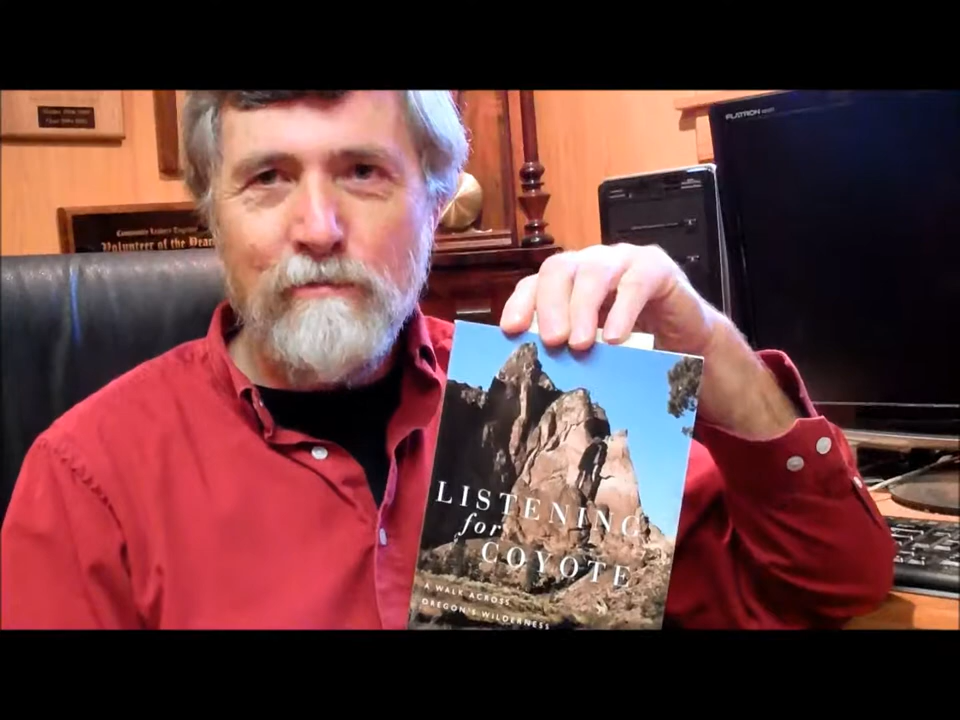 Volunteer of the Year
FLATRON
LISTENING
for
COYOTE
A WALK ACROSS
OREGON'S WILDERNESS